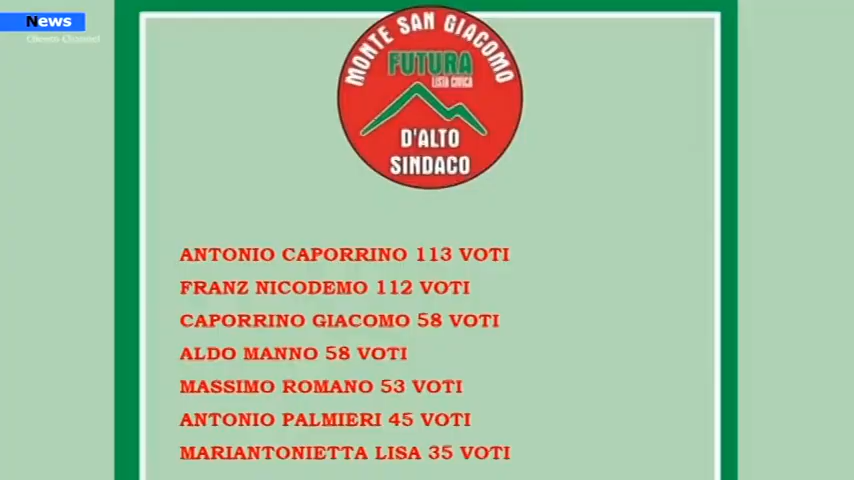 News
MONTE SAN GIACOMO
FUTURA
LISTA CIVICA
D'ALTO
SINDACO
ANTONIO CAPORRINO 113 VOTI
FRANZ NICODEMO 112 VOTI
CAPORRINO GIACOMO 58 VOTI
ALDO MANNO 58 VOTI
MASSIMO ROMANO 53 VOTI
ANTONIO PALMIERI 45 VOTI
MARIANTONIETTA LISA 35 VOTI